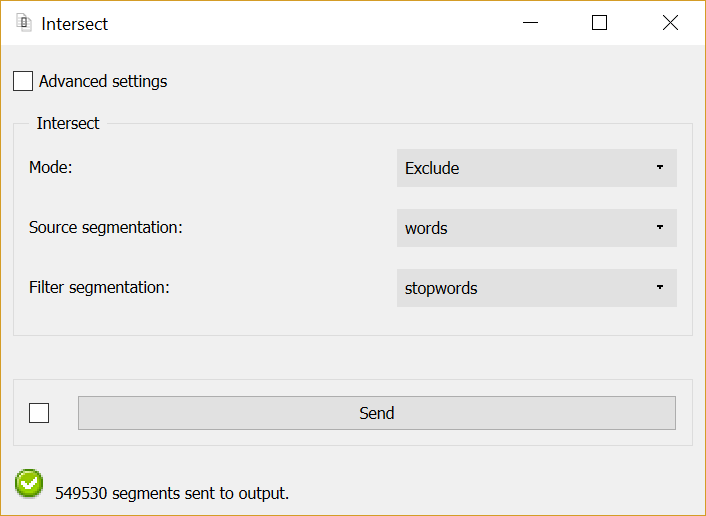 Intersect
Advanced settings
Intersect
Mode: Exclude
Source segmentation: words
Filter segmentation: stopwords
Send
549530 segments sent to output.